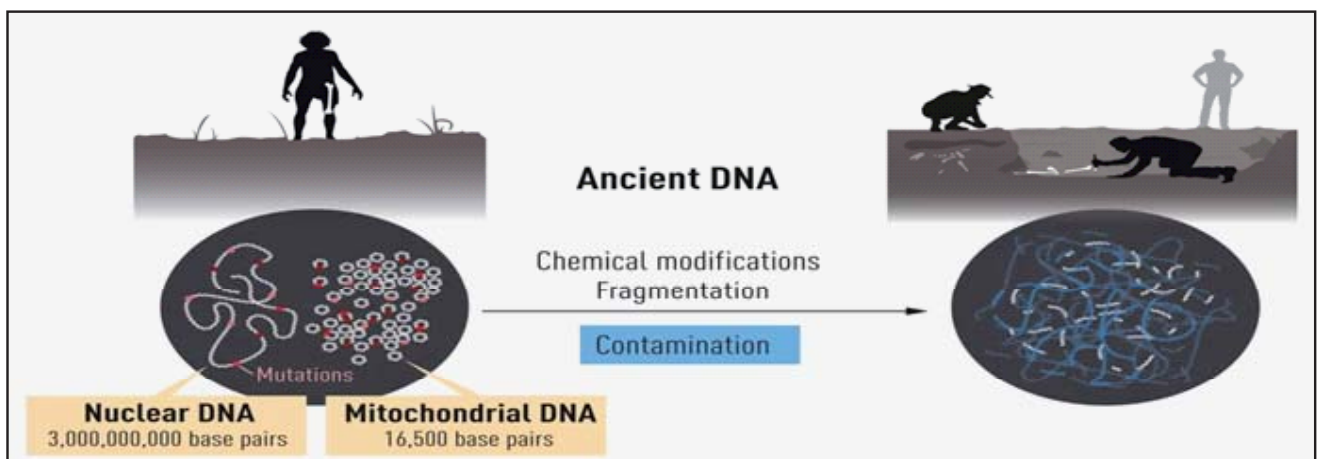 Ancient DNA
Chemical modifications
Fragmentation
Contamination
Mutations
Nuclear DNA
3,000,000,000 base pairs
Mitochondrial DNA
16,500 base pairs